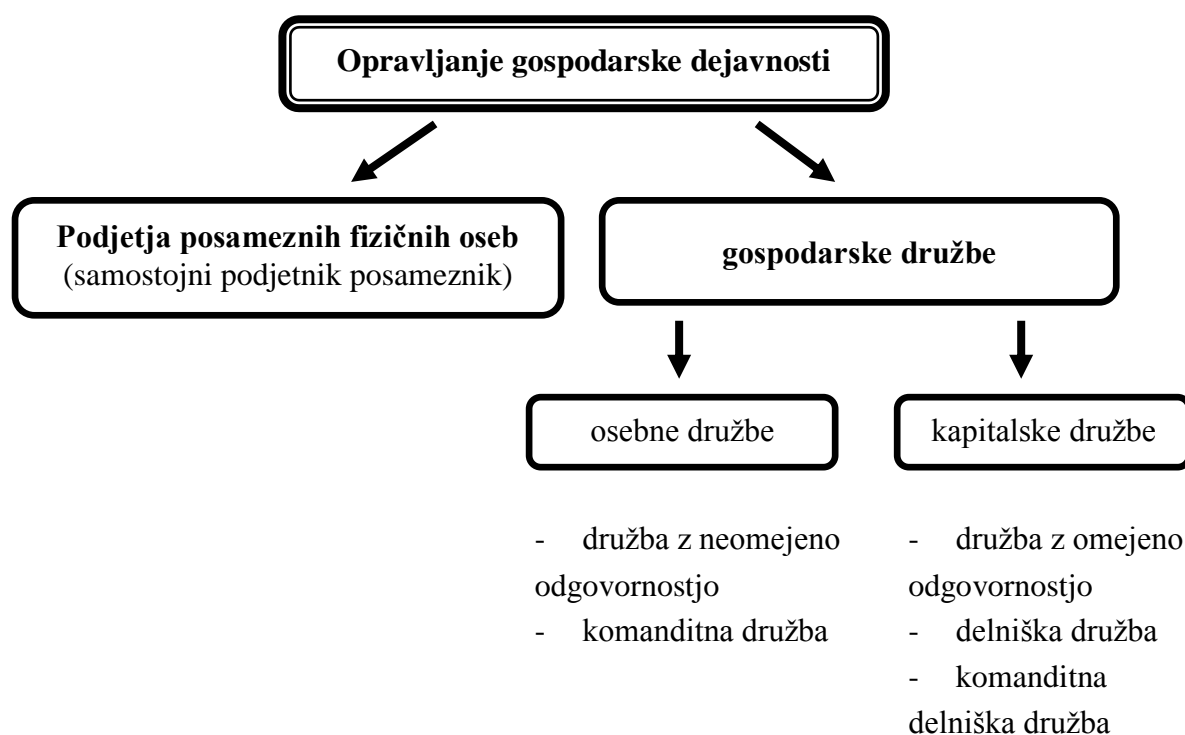 Opravljanje gospodarske dejavnosti
Podjetja posameznih fizičnih oseb
(samostojni podjetnik posameznik)
gospodarske družbe
osebne družbe
kapitalske družbe
- družba z neomejeno
odgovornostjo
- komanditna družba
- družba z omejeno
odgovornostjo
- delniška družba
- komanditna
delniška družba